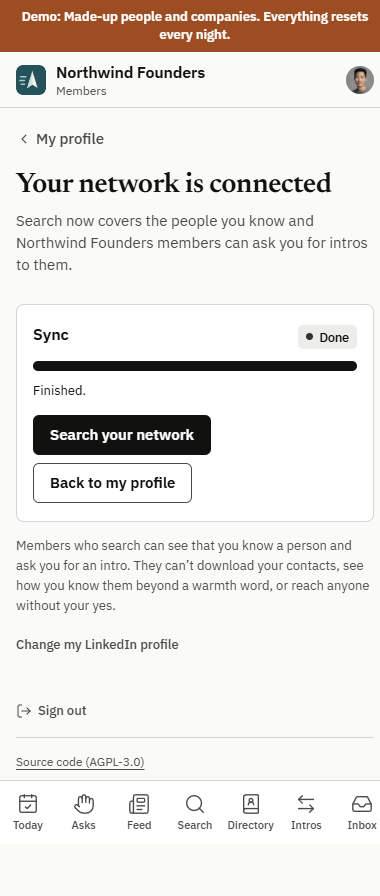 Demo: Made-up people and companies. Everything resets
every night.
Northwind Founders
Members
My profile
Your network is connected
Search now covers the people you know and
Northwind Founders members can ask you for intros
to them.
Sync
Done
Finished.
Search your network
Back to my profile
Members who search can see that you know a person and
ask you for an intro. They can’t download your contacts, see
how you know them beyond a warmth word, or reach anyone
without your yes.
Change my LinkedIn profile
Sign out
Source code (AGPL-3.0)
Today Asks Feed Search Directory Intros Inbox